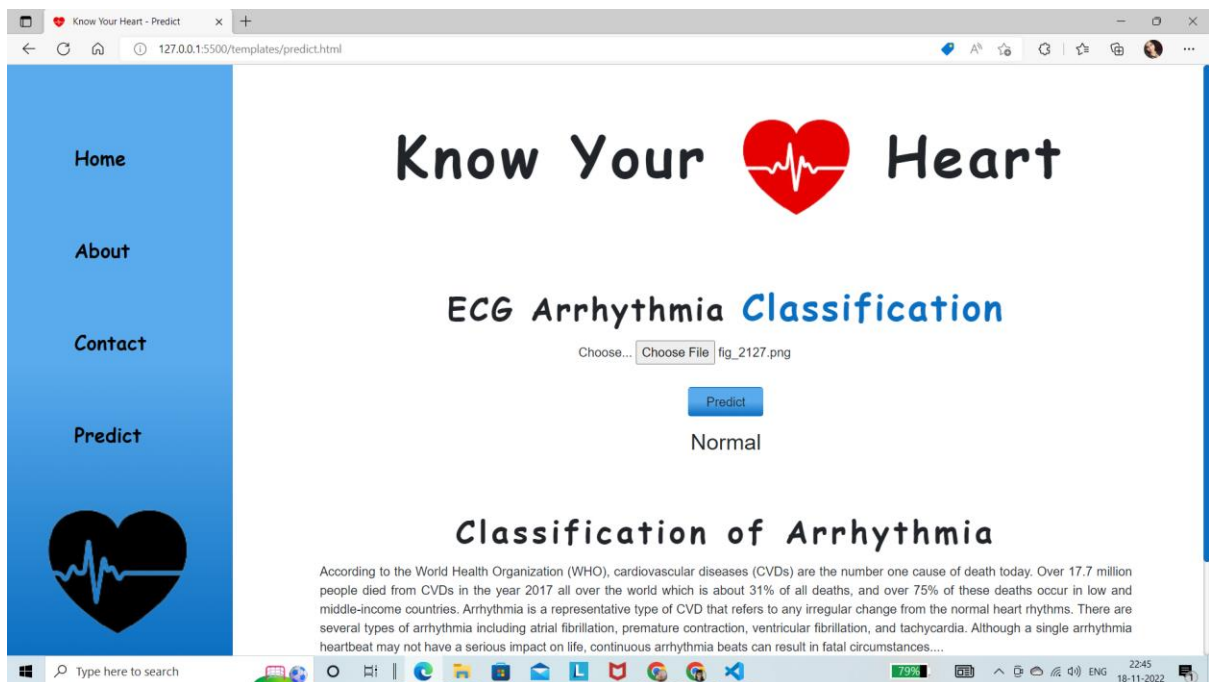 Know Your Heart - Predict
127.0.0.1:5500/templates/predict.html
Home
About
Contact
Predict
Know Your Heart
ECG Arrhythmia Classification
Choose... Choose File fig_2127.png
Predict
Normal
Classification of Arrhythmia
According to the World Health Organization (WHO), cardiovascular diseases (CVDs) are the number one cause of death today. Over 17.7 million
people died from CVDs in the year 2017 all over the world which is about 31% of all deaths, and over 75% of these deaths occur in low and
middle-income countries. Arrhythmia is a representative type of CVD that refers to any irregular change from the normal heart rhythms. There are
several types of arrhythmia including atrial fibrillation, premature contraction, ventricular fibrillation, and tachycardia. Although a single arrhythmia
heartbeat may not have a serious impact on life, continuous arrhythmia beats can result in fatal circumstances....
Type here to search
L
79%
ENG
22:45
18-11-2022